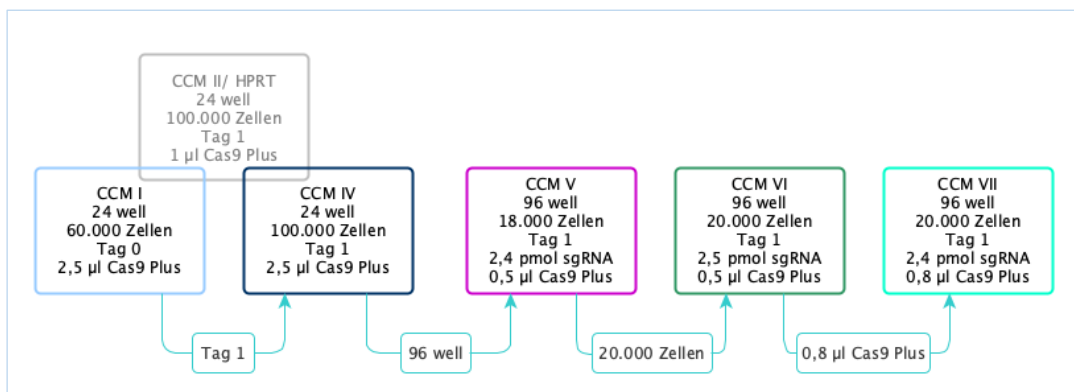 CCM II/ HPRT
24 well
100.000 Zellen
Tag 1
1 µl Cas9 Plus
CCM I
24 well
60.000 Zellen
Tag 0
2,5 µl Cas9 Plus
CCM IV
24 well
100.000 Zellen
Tag 1
2,5 µl Cas9 Plus
CCM V
96 well
18.000 Zellen
Tag 1
2,4 pmol sgRNA
0,5 µl Cas9 Plus
CCM VI
96 well
20.000 Zellen
Tag 1
2,5 pmol sgRNA
0,5 µl Cas9 Plus
CCM VII
96 well
20.000 Zellen
Tag 1
2,4 pmol sgRNA
0,8 µl Cas9 Plus
Tag 1
96 well
20.000 Zellen
0,8 µl Cas9 Plus